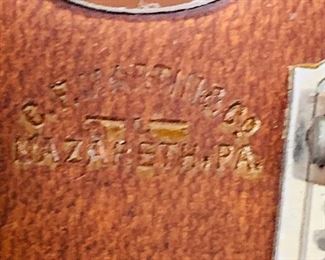 C. F. MARTIN & CO.
NAZARETH, PA.